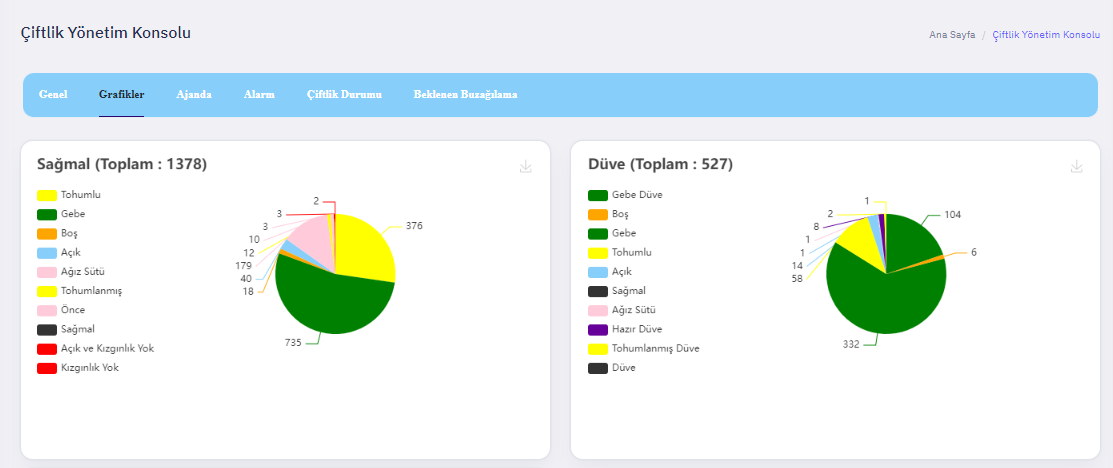 Çiftlik Yönetim Konsolu
Ana Sayfa / Çiftlik Yönetim Konsolu
Genel Grafikler Ajanda Alarm Çiftlik Durumu Beklenen Buzağılama
Sağmal (Toplam : 1378)
Tohumlu
Gebe
Boş
Açık
Ağız Sütü
Tohumlanmış
Önce
Sağmal
Açık ve Kızgınlık Yok
Kızgınlık Yok
2
3
3
10
12
179
40
18
735
376
Düve (Toplam : 527)
Gebe Düve
Boş
Gebe
Tohumlu
Açık
Sağmal
Ağız Sütü
Hazır Düve
Tohumlanmış Düve
Düve
1
2
8
1
1
14
58
332
104
6